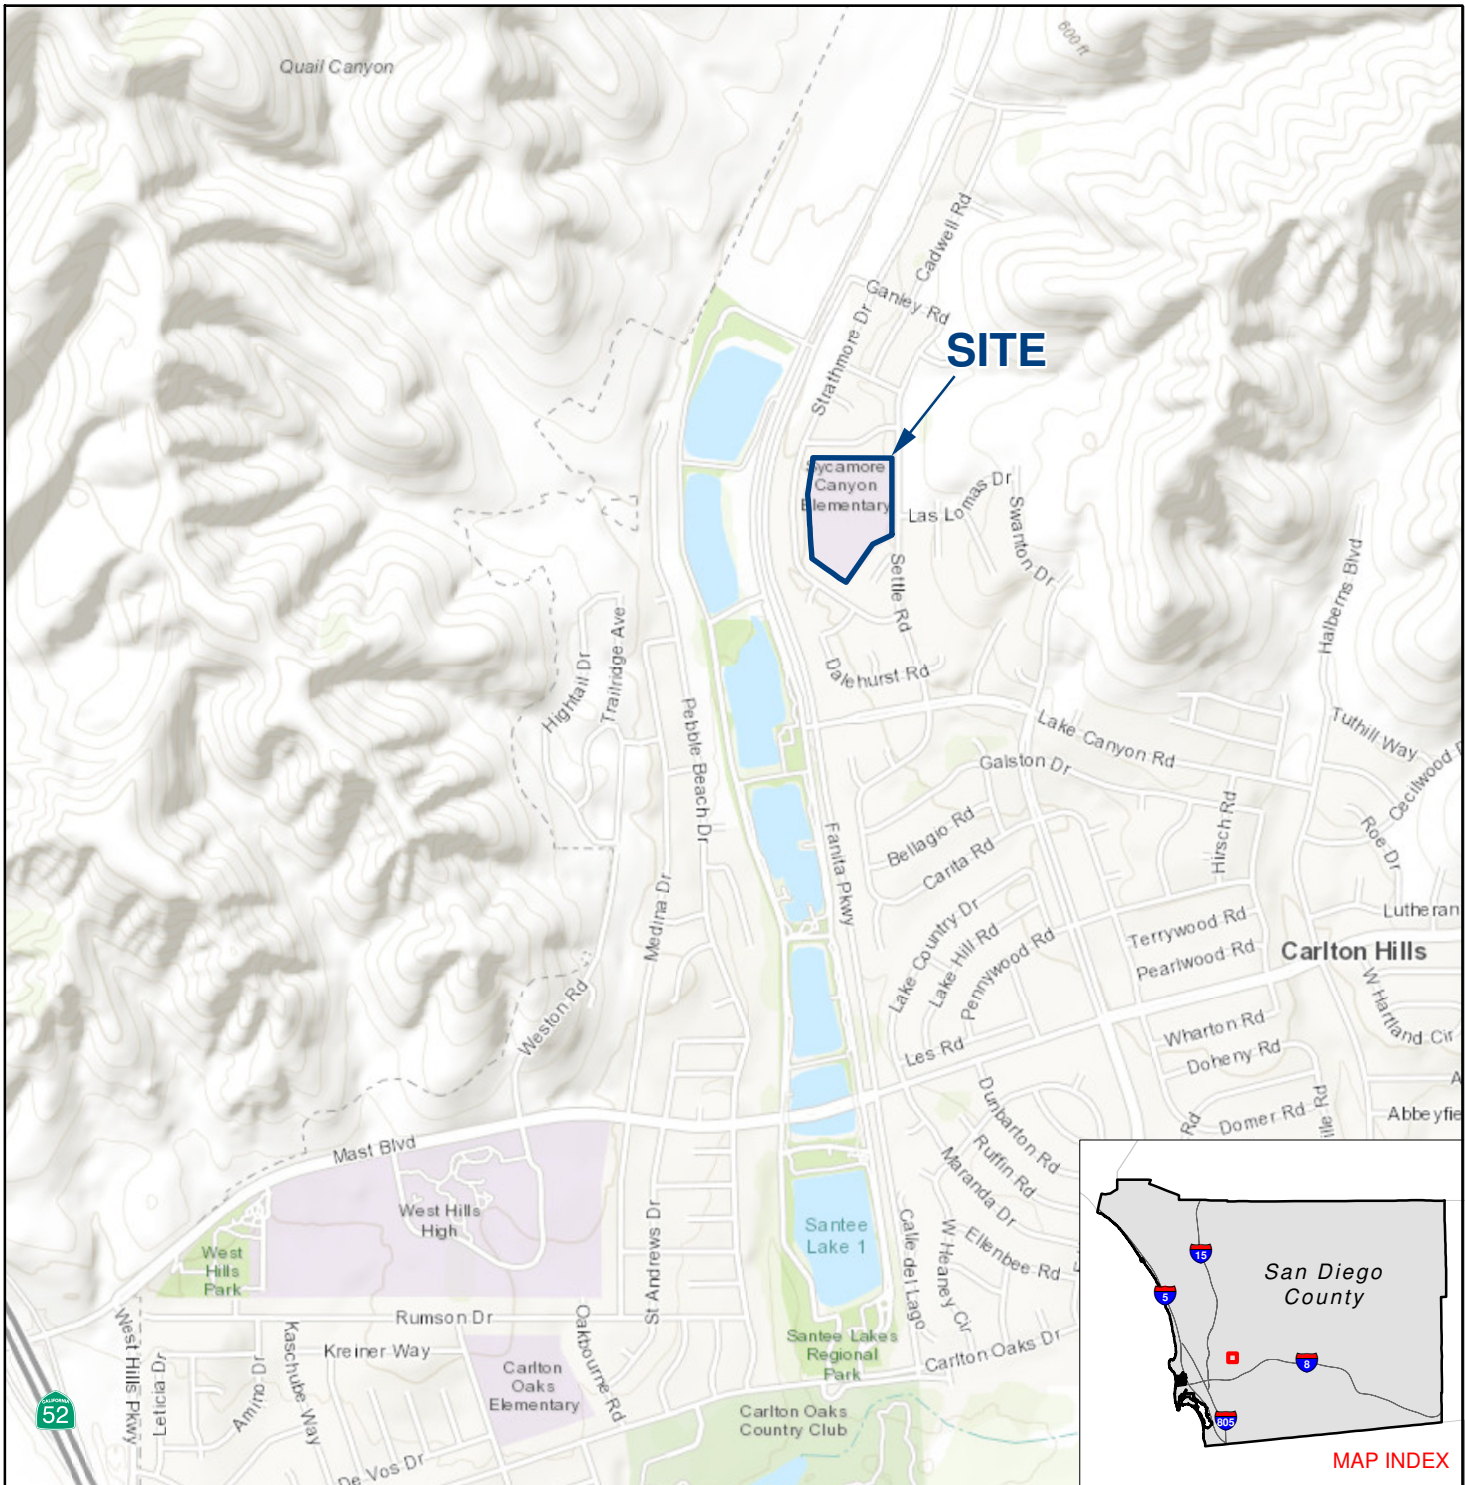 Quail Canyon
600 ft
Cadwell Rd
Ganley Rd
Strathmore Dr
SITE
Sycamore
Canyon
Elementary
Las Lomas Dr
Swanton Dr
Settle Rd
Halberns Blvd
Dalehurst Rd
Hightail Dr
Trailridge Ave
Pebble Beach Dr
Lake Canyon Rd
Tuthill Way
Galston Dr
Cecilwood
Hirsch Rd
Roe Dr
Bellagio Rd
Carita Rd
Fanita Pkwy
Medina Dr
Lake Country Dr
Lake Hill Rd
Pennywood Rd
Terrywood Rd
Pearlwood Rd
Lutheran
Carlton Hills
W Hartland Cir
Weston Rd
Les Rd
Wharton Rd
Doheny Rd
Domer Rd
Rd
ille Rd
A
Abbeyfie
Dunbarton Rd
Ruffin Rd
Maranda Dr
Ellenbee Rd
W Heaney Cir
Calle del Lago
Mast Blvd
West Hills
High
West
Hills
Park
St Andrews Dr
Santee
Lake 1
Rumson Dr
Kreiner Way
Oakbourne Rd
Santee Lakes
Regional
Park
Carlton Oaks Dr
West Hills Pkwy
Leticia Dr
Amino Dr
Kaschube Way
Carlton
Oaks
Elementary
Carlton Oaks
Country Club
De Vos Dr
CALIFORNIA
52
15
5
San Diego
County
8
805
MAP INDEX